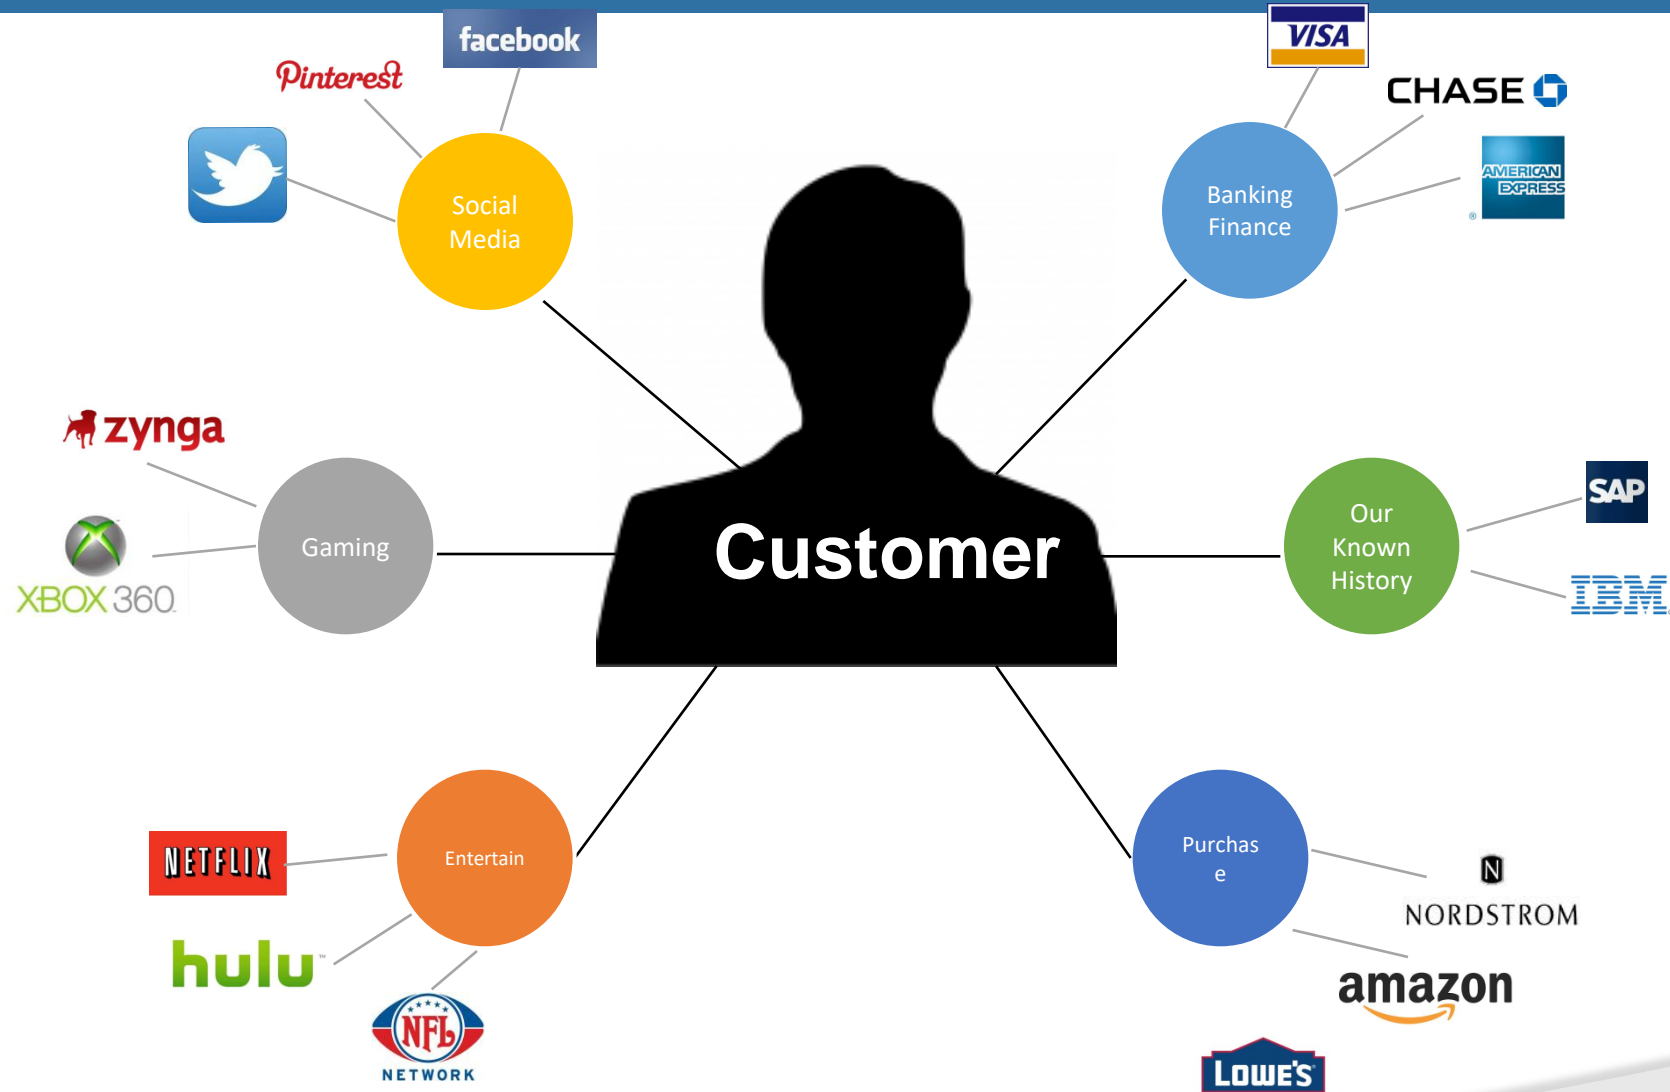 facebook
Pinterest
VISA
CHASE
AMERICAN
EXPRESS
®
Social
Media
Banking
Finance
zynga
XBOX 360
Gaming
Customer
Our
Known
History
SAP
IBM
NETFLIX
hulu™
Entertain
NFL
NETWORK
Purchas
e
N
NORDSTROM
amazon
LOWE'S